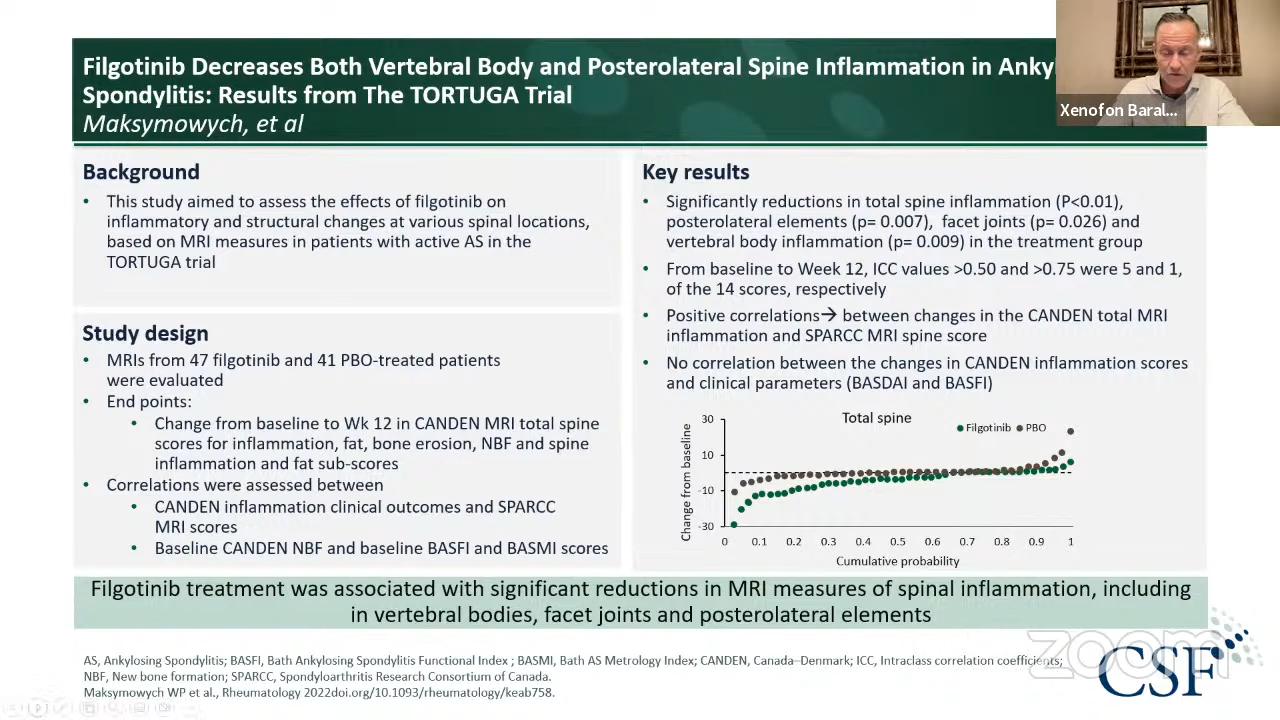 Filgotinib Decreases Both Vertebral Body and Posterolateral Spine Inflammation in Anky
Spondylitis: Results from The TORTUGA Trial
Maksymowych, et al
Xenofon Baral...
Background
• This study aimed to assess the effects of filgotinib on
inflammatory and structural changes at various spinal locations,
based on MRI measures in patients with active AS in the
TORTUGA trial
Study design
• MRIs from 47 filgotinib and 41 PBO-treated patients
were evaluated
• End points:
• Change from baseline to Wk 12 in CANDEN MRI total spine
scores for inflammation, fat, bone erosion, NBF and spine
inflammation and fat sub-scores
• Correlations were assessed between
• CANDEN inflammation clinical outcomes and SPARCC
MRI scores
• Baseline CANDEN NBF and baseline BASFI and BASMI scores
Key results
• Significantly reductions in total spine inflammation (P<0.01),
posterolateral elements (p= 0.007),  facet joints (p= 0.026) and
vertebral body inflammation (p= 0.009) in the treatment group
• From baseline to Week 12, ICC values >0.50 and >0.75 were 5 and 1,
of the 14 scores, respectively
• Positive correlations→ between changes in the CANDEN total MRI
inflammation and SPARCC MRI spine score
• No correlation between the changes in CANDEN inflammation scores
and clinical parameters (BASDAI and BASFI)
Total spine
Filgotinib PBO
Change from baseline
30
10
-10
-30
0 0.1 0.2 0.3 0.4 0.5 0.6 0.7 0.8 0.9 1
Cumulative probability
Filgotinib treatment was associated with significant reductions in MRI measures of spinal inflammation, including
in vertebral bodies, facet joints and posterolateral elements
AS, Ankylosing Spondylitis; BASFI, Bath Ankylosing Spondylitis Functional Index ; BASMI, Bath AS Metrology Index; CANDEN, Canada–Denmark; ICC, Intraclass correlation coefficients;
NBF, New bone formation; SPARCC, Spondyloarthritis Research Consortium of Canada.
Maksymowych WP et al., Rheumatology 2022doi.org/10.1093/rheumatology/keab758.
zoom
CSF